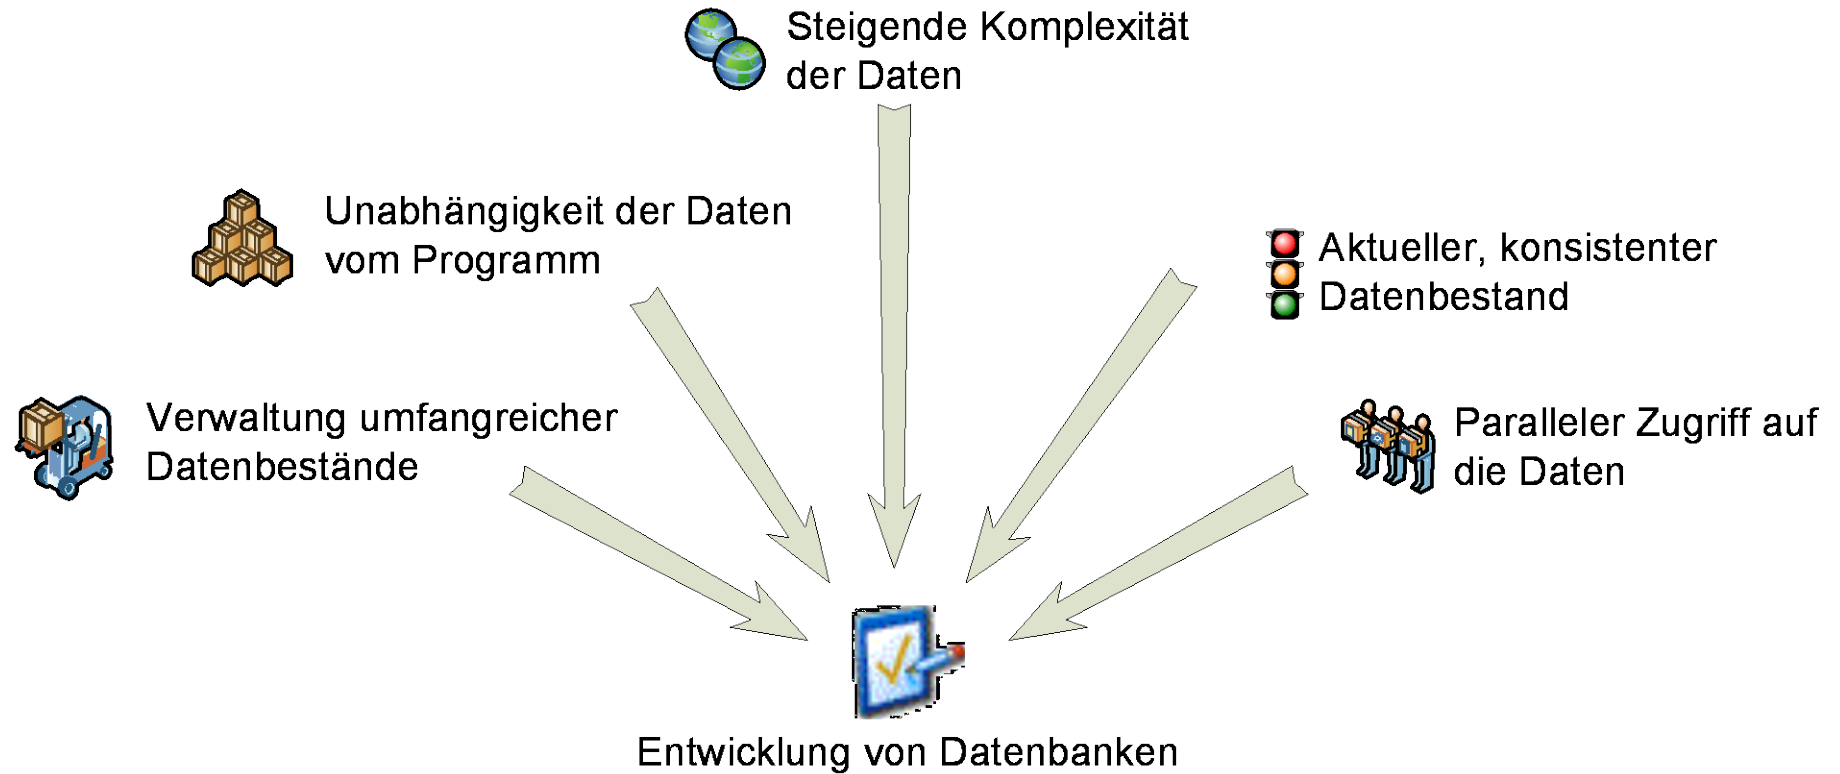 Steigende Komplexität
der Daten
Unabhängigkeit der Daten
vom Programm
Aktueller, konsistenter
Datenbestand
Verwaltung umfangreicher
Datenbestände
Paralleler Zugriff auf
die Daten
Entwicklung von Datenbanken